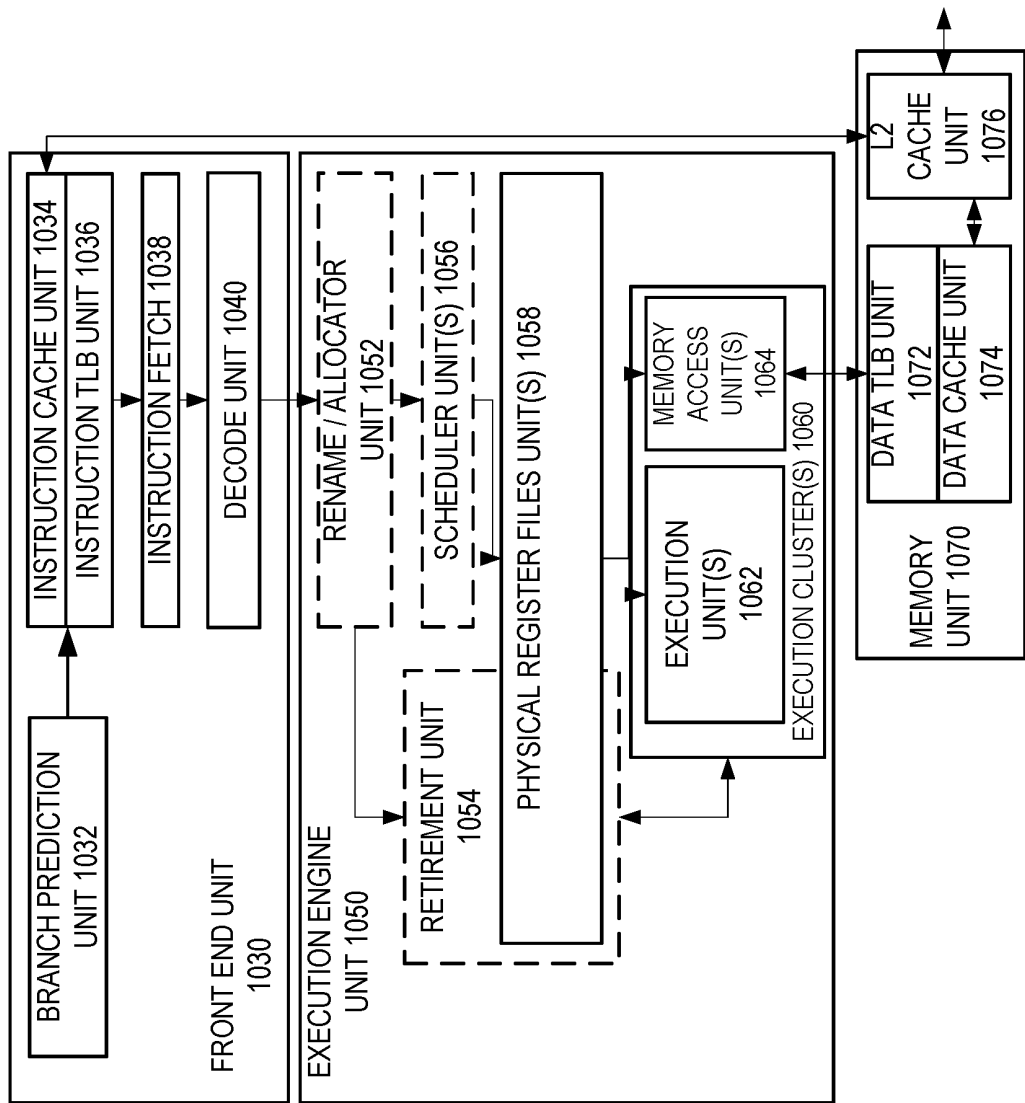 BRANCH PREDICTION
UNIT 1032
INSTRUCTION CACHE UNIT 1034
INSTRUCTION TLB UNIT 1036
INSTRUCTION FETCH 1038
DECODE UNIT 1040
FRONT END UNIT
1030
EXECUTION ENGINE
UNIT 1050
RENAME / ALLOCATOR
UNIT 1052
RETIREMENT UNIT
1054
SCHEDULER UNIT(S) 1056
PHYSICAL REGISTER FILES UNIT(S) 1058
EXECUTION
UNIT(S)
1062
MEMORY
ACCESS
UNIT(S)
1064
EXECUTION CLUSTER(S) 1060
MEMORY
UNIT 1070
DATA TLB UNIT
1072
DATA CACHE UNIT
1074
L2
CACHE
UNIT
1076